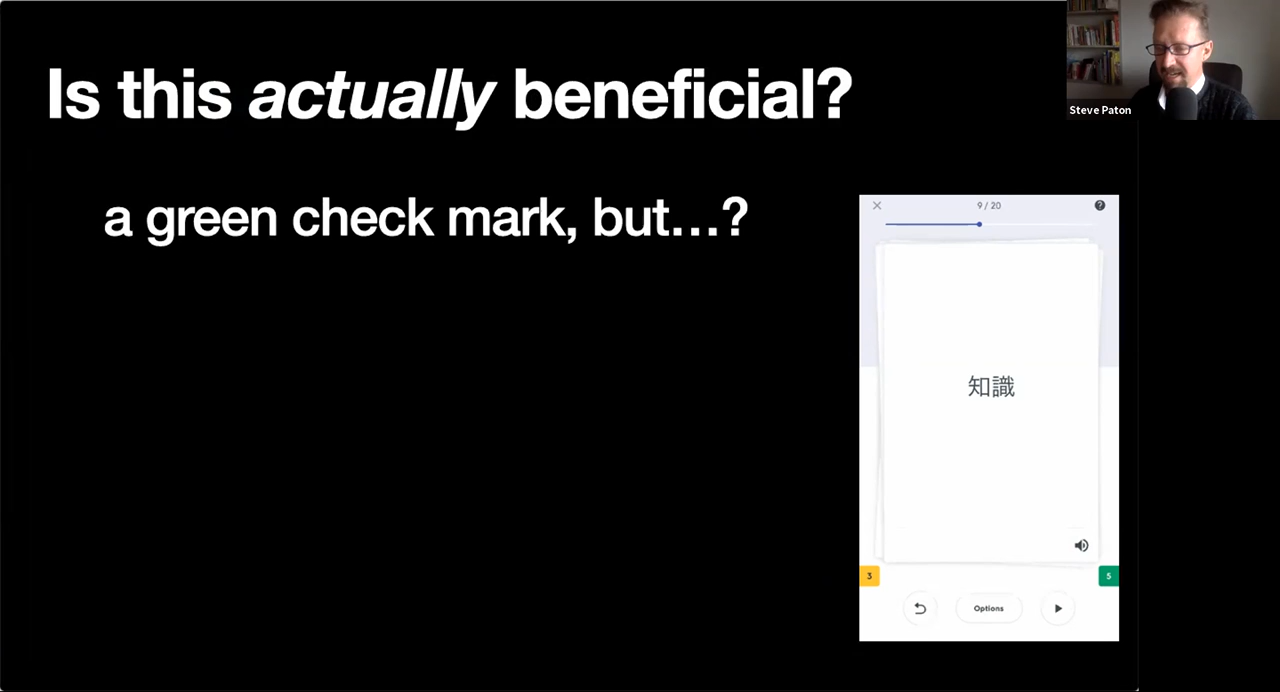 Is this actually beneficial?
Steve Paton
a green check mark, but…?
9 / 20
?
知識
3
5
Options